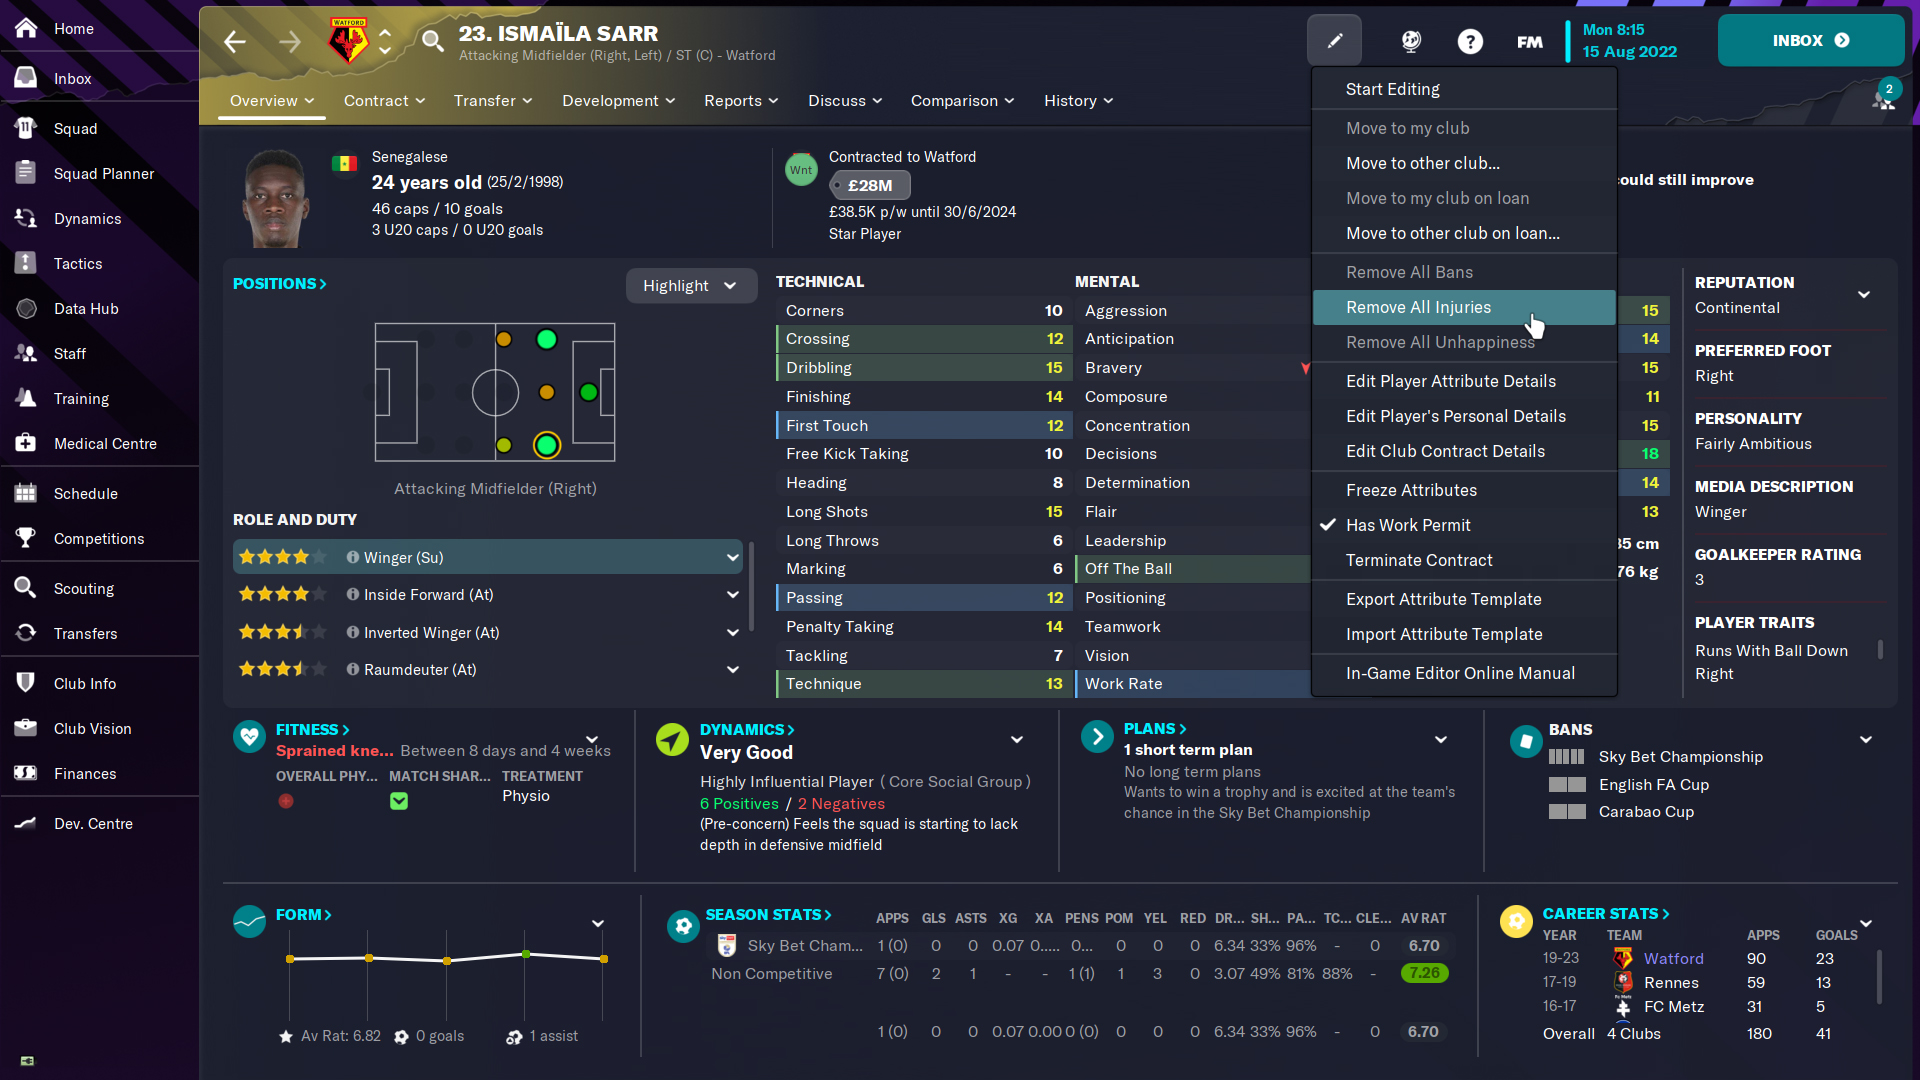 Home
Inbox
Squad
Squad Planner
Dynamics
Tactics
Data Hub
Staff
Training
Medical Centre
Schedule
Competitions
Scouting
Transfers
Club Info
Club Vision
Finances
Dev. Centre
WATFORD
23. ISMAÏLA SARR
Attacking Midfielder (Right, Left) / ST (C) - Watford
FM
Mon 8:15
15 Aug 2022
INBOX
Overview
Contract
Transfer
Development
Reports
Discuss
Comparison
History
2
Senegalese
24 years old (25/2/1998)
46 caps / 10 goals
3 U20 caps / 0 U20 goals
Wnt
Contracted to Watford
£28M
£38.5K p/w until 30/6/2024
Star Player
could still improve
Start Editing
Move to my club
Move to other club...
Move to my club on loan
Move to other club on loan...
Remove All Bans
Remove All Injuries
Remove All Unhappiness
Edit Player Attribute Details
Edit Player's Personal Details
Edit Club Contract Details
Freeze Attributes
Has Work Permit
Terminate Contract
Export Attribute Template
Import Attribute Template
In-Game Editor Online Manual
POSITIONS
Highlight
Attacking Midfielder (Right)
ROLE AND DUTY
Winger (Su)
Inside Forward (At)
Inverted Winger (At)
Raumdeuter (At)
TECHNICAL
Corners 10
Crossing 12
Dribbling 15
Finishing 14
First Touch 12
Free Kick Taking 10
Heading 8
Long Shots 15
Long Throws 6
Marking 6
Passing 12
Penalty Taking 14
Tackling 7
Technique 13
MENTAL
Aggression
Anticipation
Bravery
Composure
Concentration
Decisions
Determination
Flair
Leadership
Off The Ball
Positioning
Teamwork
Vision
Work Rate
15
14
15
11
15
18
14
13
85 cm
76 kg
REPUTATION
Continental
PREFERRED FOOT
Right
PERSONALITY
Fairly Ambitious
MEDIA DESCRIPTION
Winger
GOALKEEPER RATING
3
PLAYER TRAITS
Runs With Ball Down
Right
FITNESS
Sprained kne... Between 8 days and 4 weeks
OVERALL PHY... MATCH SHAR... TREATMENT
Physio
DYNAMICS
Very Good
Highly Influential Player ( Core Social Group )
6 Positives / 2 Negatives
(Pre-concern) Feels the squad is starting to lack
depth in defensive midfield
PLANS
1 short term plan
No long term plans
Wants to win a trophy and is excited at the team's
chance in the Sky Bet Championship
BANS
Sky Bet Championship
English FA Cup
Carabao Cup
FORM
Av Rat: 6.82 0 goals 1 assist
SEASON STATS APPS GLS ASTS XG XA PENS POM YEL RED DR... SH... PA... TC... CLE... AV RAT
Sky Bet Cham... 1 (0) 0 0 0.07 0.... 0... 0 0 0 6.34 33% 96% - 0 6.70
Non Competitive 7 (0) 2 1 - - 1 (1) 1 3 0 3.07 49% 81% 88% - 7.26
1 (0) 0 0 0.07 0.00 0 (0) 0 0 0 6.34 33% 96% - 0 6.70
CAREER STATS
YEAR TEAM APPS GOALS
19-23 Watford 90 23
17-19 Rennes 59 13
16-17 FC Metz 31 5
Overall 4 Clubs 180 41